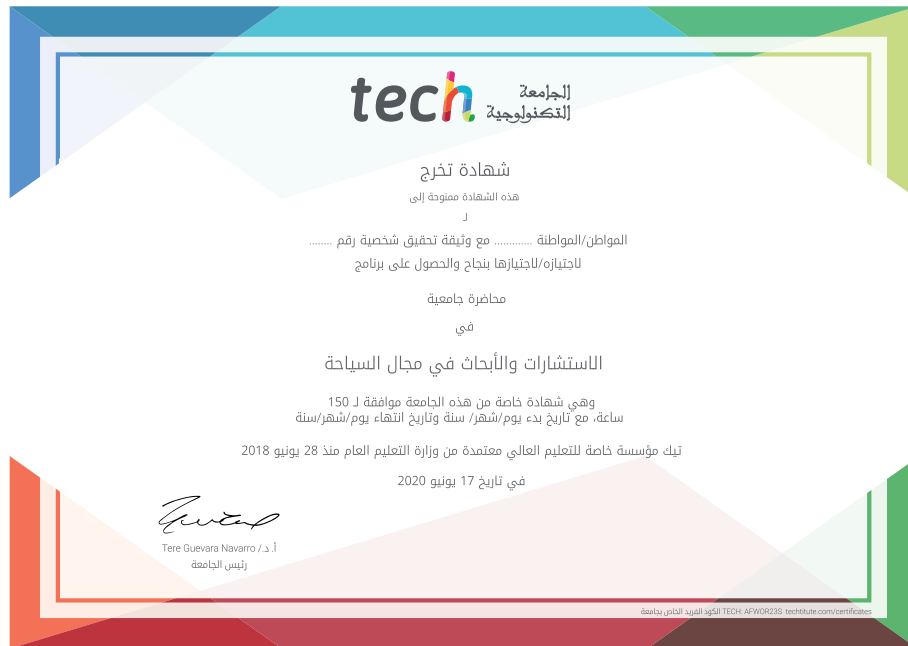 tech الجامعة
التكنولوجية
شهادة تخرج
هذه الشهادة ممنوحة إلى
لـ
المواطن/المواطنة ............. مع وثيقة تحقيق شخصية رقم ........
لاجتيازه/لاجتيازها بنجاح والحصول على برنامج
محاضرة جامعية
في
الاستشارات والأبحاث في مجال السياحة
وهي شهادة خاصة من هذه الجامعة موافقة لـ 150
ساعة، مع تاريخ بدء يوم/شهر/ سنة وتاريخ انتهاء يوم/شهر/سنة
تيك مؤسسة خاصة للتعليم العالي معتمدة من وزارة التعليم العام منذ 28 يونيو 2018
في تاريخ 17 يونيو 2020
أ. د./ Tere Guevara Navarro
رئيس الجامعة
الكود الفريد الخاص بجامعة TECH: AFWOR23S techtitute.com/certificates